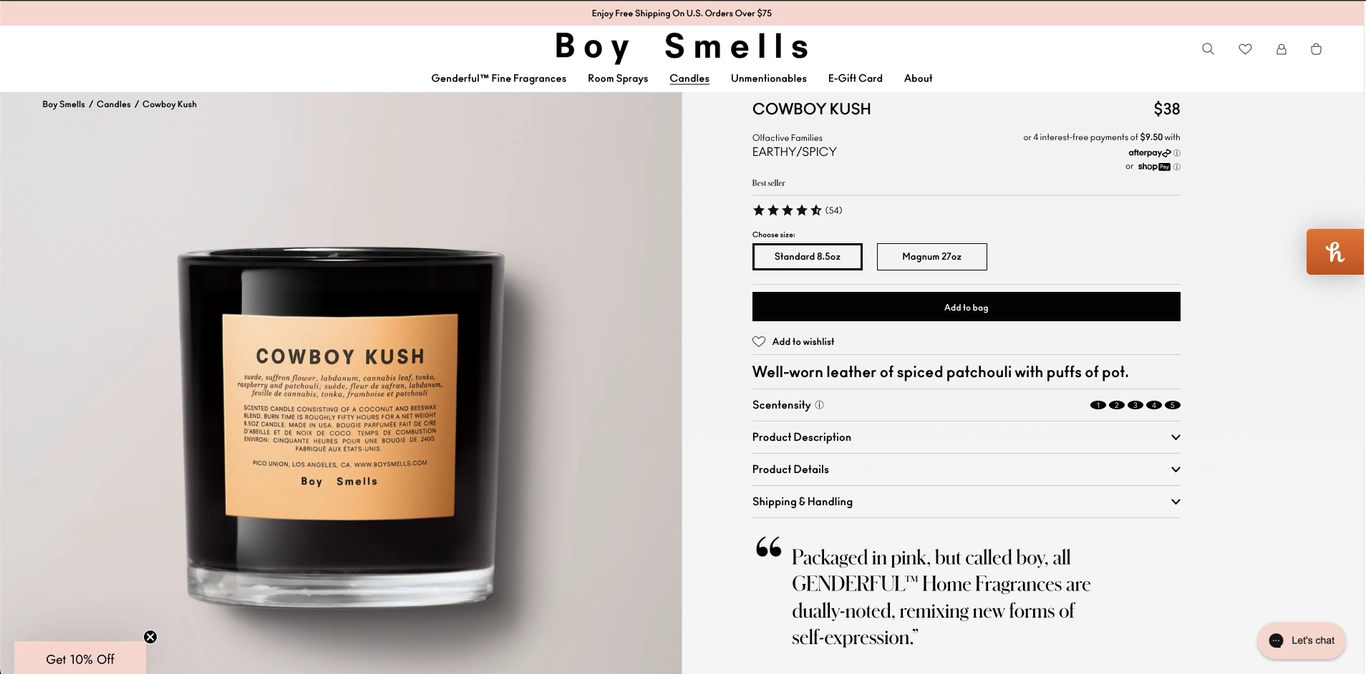 Enjoy Free Shipping On U.S. Orders Over $75
Boy Smells
Genderful™ Fine Fragrances Room Sprays Candles Unmentionables E-Gift Card About
Boy Smells / Candles / Cowboy Kush
COWBOY KUSH
suede, saffron flower, labdanum, cannabis leaf, tonka,
raspberry and patchouli; suède, fleur de safran, labdanum,
feuille de cannabis, tonka, framboise et patchouli
SCENTED CANDLE CONSISTING OF A COCONUT AND BEESWAX
BLEND. BURN TIME IS ROUGHLY FIFTY HOURS FOR A NET WEIGHT
8.5OZ CANDLE. MADE IN USA. BOUGIE PARFUMÉE FAIT DE CIRE
D'ABEILLE ET DE NOIX DE COCO. TEMPS DE COMBUSTION
ENVIRON: CINQUANTE HEURES POUR UNE BOUGIE DE 240G.
FABRIQUÉ AUX ÉTATS-UNIS.
PICO UNION, LOS ANGELES, CA. WWW.BOYSMELLS.COM
Boy Smells
Get 10% Off
COWBOY KUSH $38
Olfactive Families
EARTHY/SPICY
or 4 interest-free payments of $9.50 with
afterpay
or shop Pay
Best seller
(54)
Choose size:
Standard 8.5oz Magnum 27oz
Add to bag
Add to wishlist
Well-worn leather of spiced patchouli with puffs of pot.
Scentensity 1 2 3 4 5
Product Description
Product Details
Shipping & Handling
“Packaged in pink, but called boy, all
GENDERFUL™ Home Fragrances are
dually-noted, remixing new forms of
self-expression.”
h
Let's chat